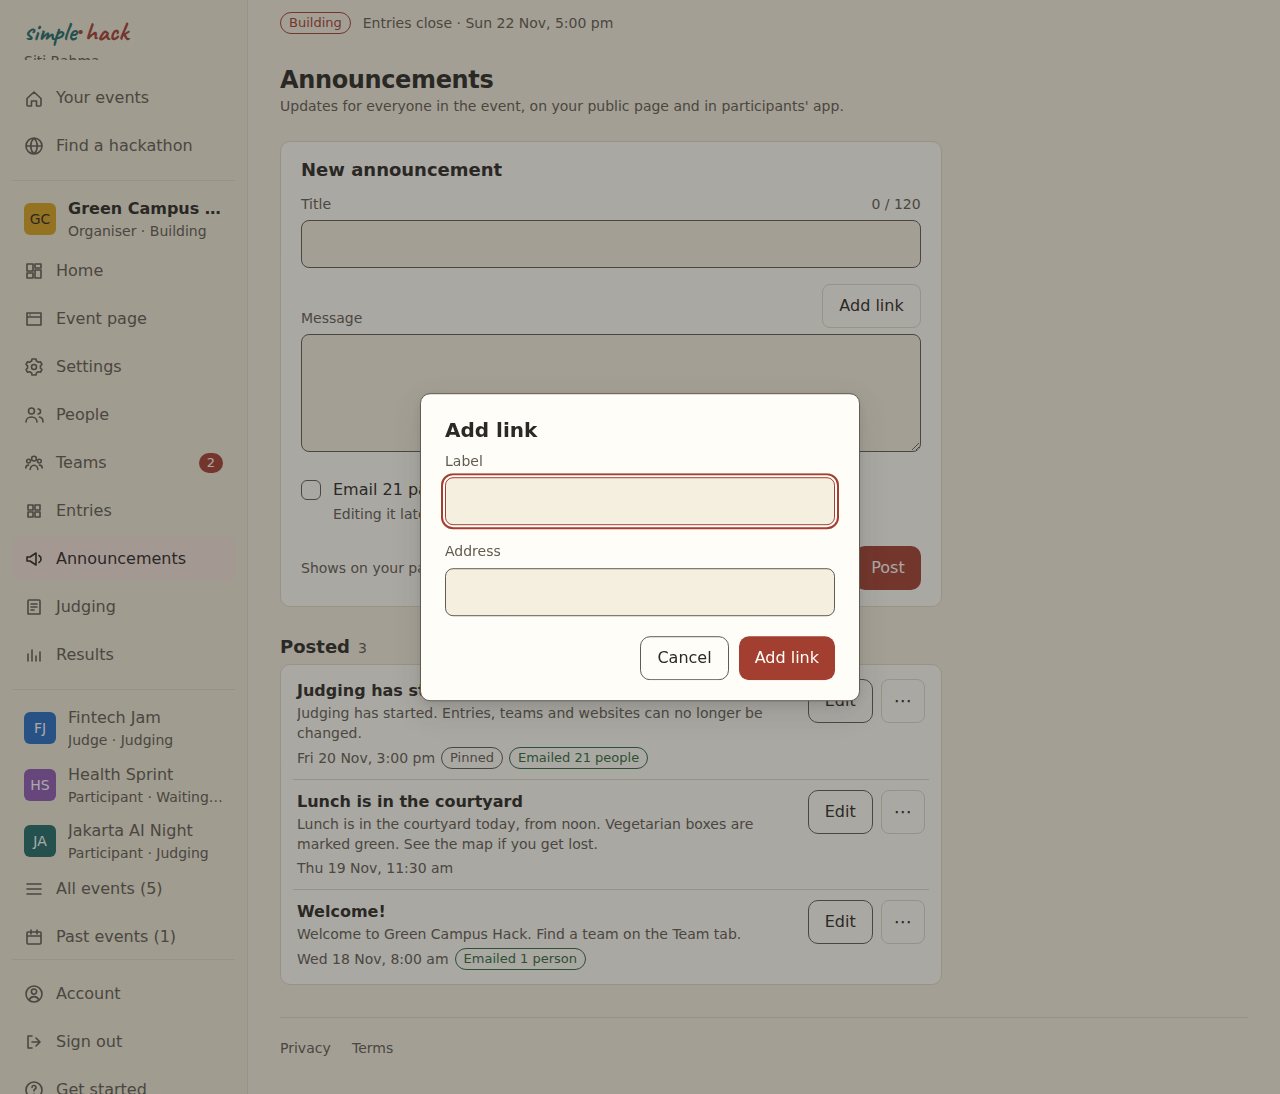 simple·hack
Siti Rahma
Your events
Find a hackathon
GC
Green Campus …
Organiser · Building
Home
Event page
Settings
People
Teams
2
Entries
Announcements
Judging
Results
FJ
Fintech Jam
Judge · Judging
HS
Health Sprint
Participant · Waiting…
JA
Jakarta AI Night
Participant · Judging
All events (5)
Past events (1)
Account
Sign out
Get started
Building
Entries close · Sun 22 Nov, 5:00 pm
Announcements
Updates for everyone in the event, on your public page and in participants' app.
New announcement
Title
0 / 120
Add link
Message
Email 21 pa
Editing it late
Shows on your pa
Post
Add link
Label
Address
Cancel
Add link
Posted 3
Judging has st
Judging has started. Entries, teams and websites can no longer be
changed.
Fri 20 Nov, 3:00 pm
Pinned
Emailed 21 people
Edit
···
Lunch is in the courtyard
Lunch is in the courtyard today, from noon. Vegetarian boxes are
marked green. See the map if you get lost.
Thu 19 Nov, 11:30 am
Edit
···
Welcome!
Welcome to Green Campus Hack. Find a team on the Team tab.
Wed 18 Nov, 8:00 am
Emailed 1 person
Edit
···
Privacy
Terms